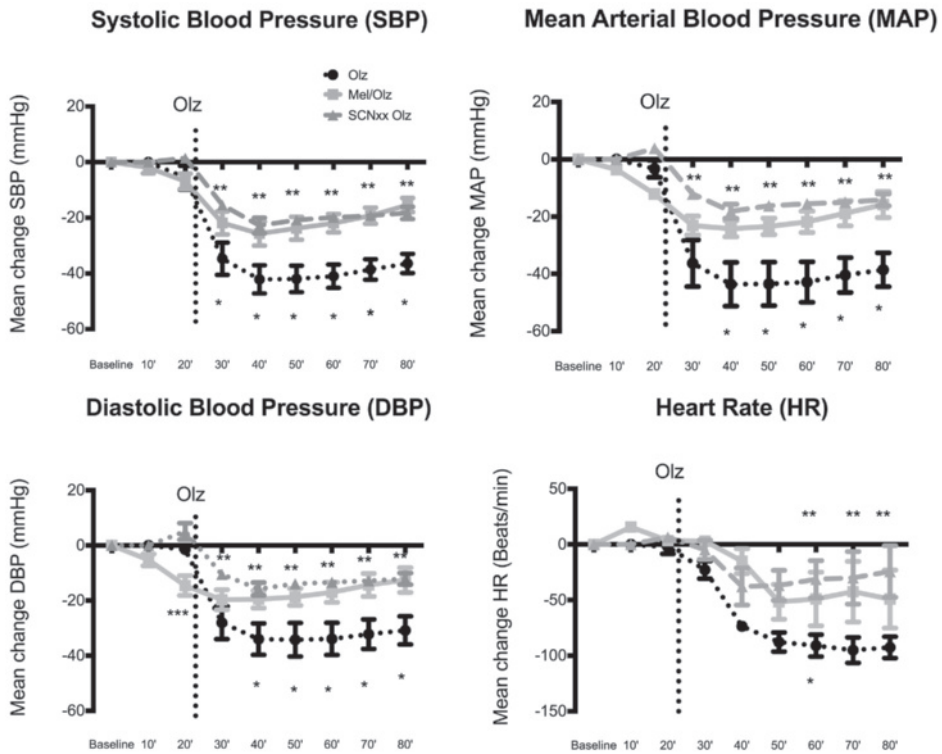 Systolic Blood Pressure (SBP)
Mean change SBP (mmHg)
Olz
Olz
Mel/Olz
SCNxx Olz
20
0
-20
-40
-60
** ** ** ** ** **
* * * * * *
Baseline 10' 20' 30' 40' 50' 60' 70' 80'
Mean Arterial Blood Pressure (MAP)
Mean change MAP (mmHg)
Olz
20
0
-20
-40
-60
** ** ** ** ** **
* * * * *
Baseline 10' 20' 30' 40' 50' 60' 70' 80'
Diastolic Blood Pressure (DBP)
Mean change DBP (mmHg)
Olz
20
0
-20
-40
-60
** ** ** ** ** **
***
* * * * *
Baseline 10' 20' 30' 40' 50' 60' 70' 80'
Heart Rate (HR)
Mean change HR (Beats/min)
Olz
50
0
-50
-100
-150
** ** **
*
Baseline 10' 20' 30' 40' 50' 60' 70' 80'